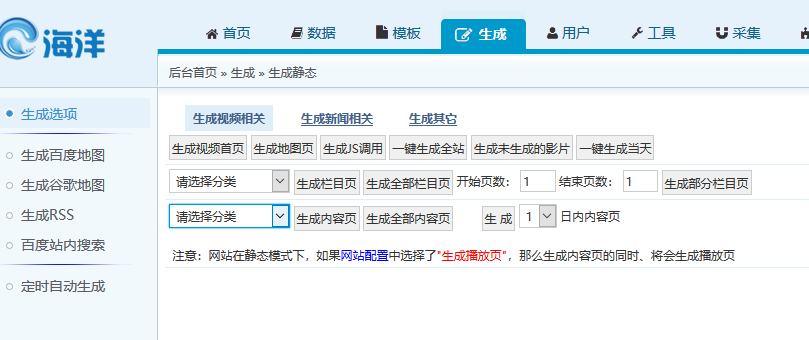 海洋
首页 数据 模板 生成 用户 工具 采集
后台首页 » 生成 » 生成静态
生成选项
生成百度地图
生成谷歌地图
生成RSS
百度站内搜索
定时自动生成
生成视频相关 生成新闻相关 生成其它
生成视频首页 生成地图页 生成JS调用 一键生成全站 生成未生成的影片 一键生成当天
请选择分类 生成栏目页 生成全部栏目页 开始页数： 1 结束页数： 1 生成部分栏目页
请选择分类 生成内容页 生成全部内容页 生 成 1 日内内容页
注意：网站在静态模式下，如果网站配置中选择了"生成播放页"，那么生成内容页的同时、将会生成播放页